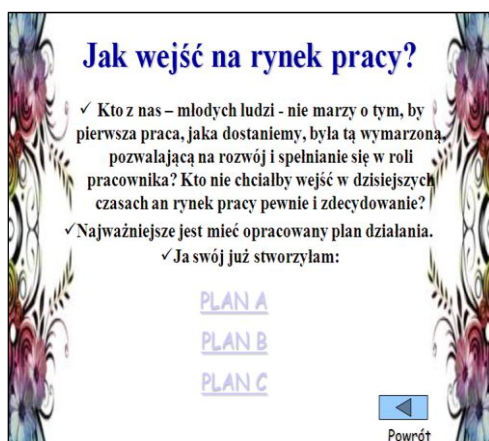 Jak wejść na rynek pracy?
✓ Kto z nas – młodych ludzi - nie marzy o tym, by
pierwsza praca, jaka dostaniemy, była tą wymarzoną,
pozwalającą na rozwój i spełnianie się w roli
pracownika? Kto nie chciałby wejść w dzisiejszych
czasach an rynek pracy pewnie i zdecydowanie?
✓Najważniejsze jest mieć opracowany plan działania.
✓Ja swój już stworzyłam:
PLAN A
PLAN B
PLAN C
Powrót